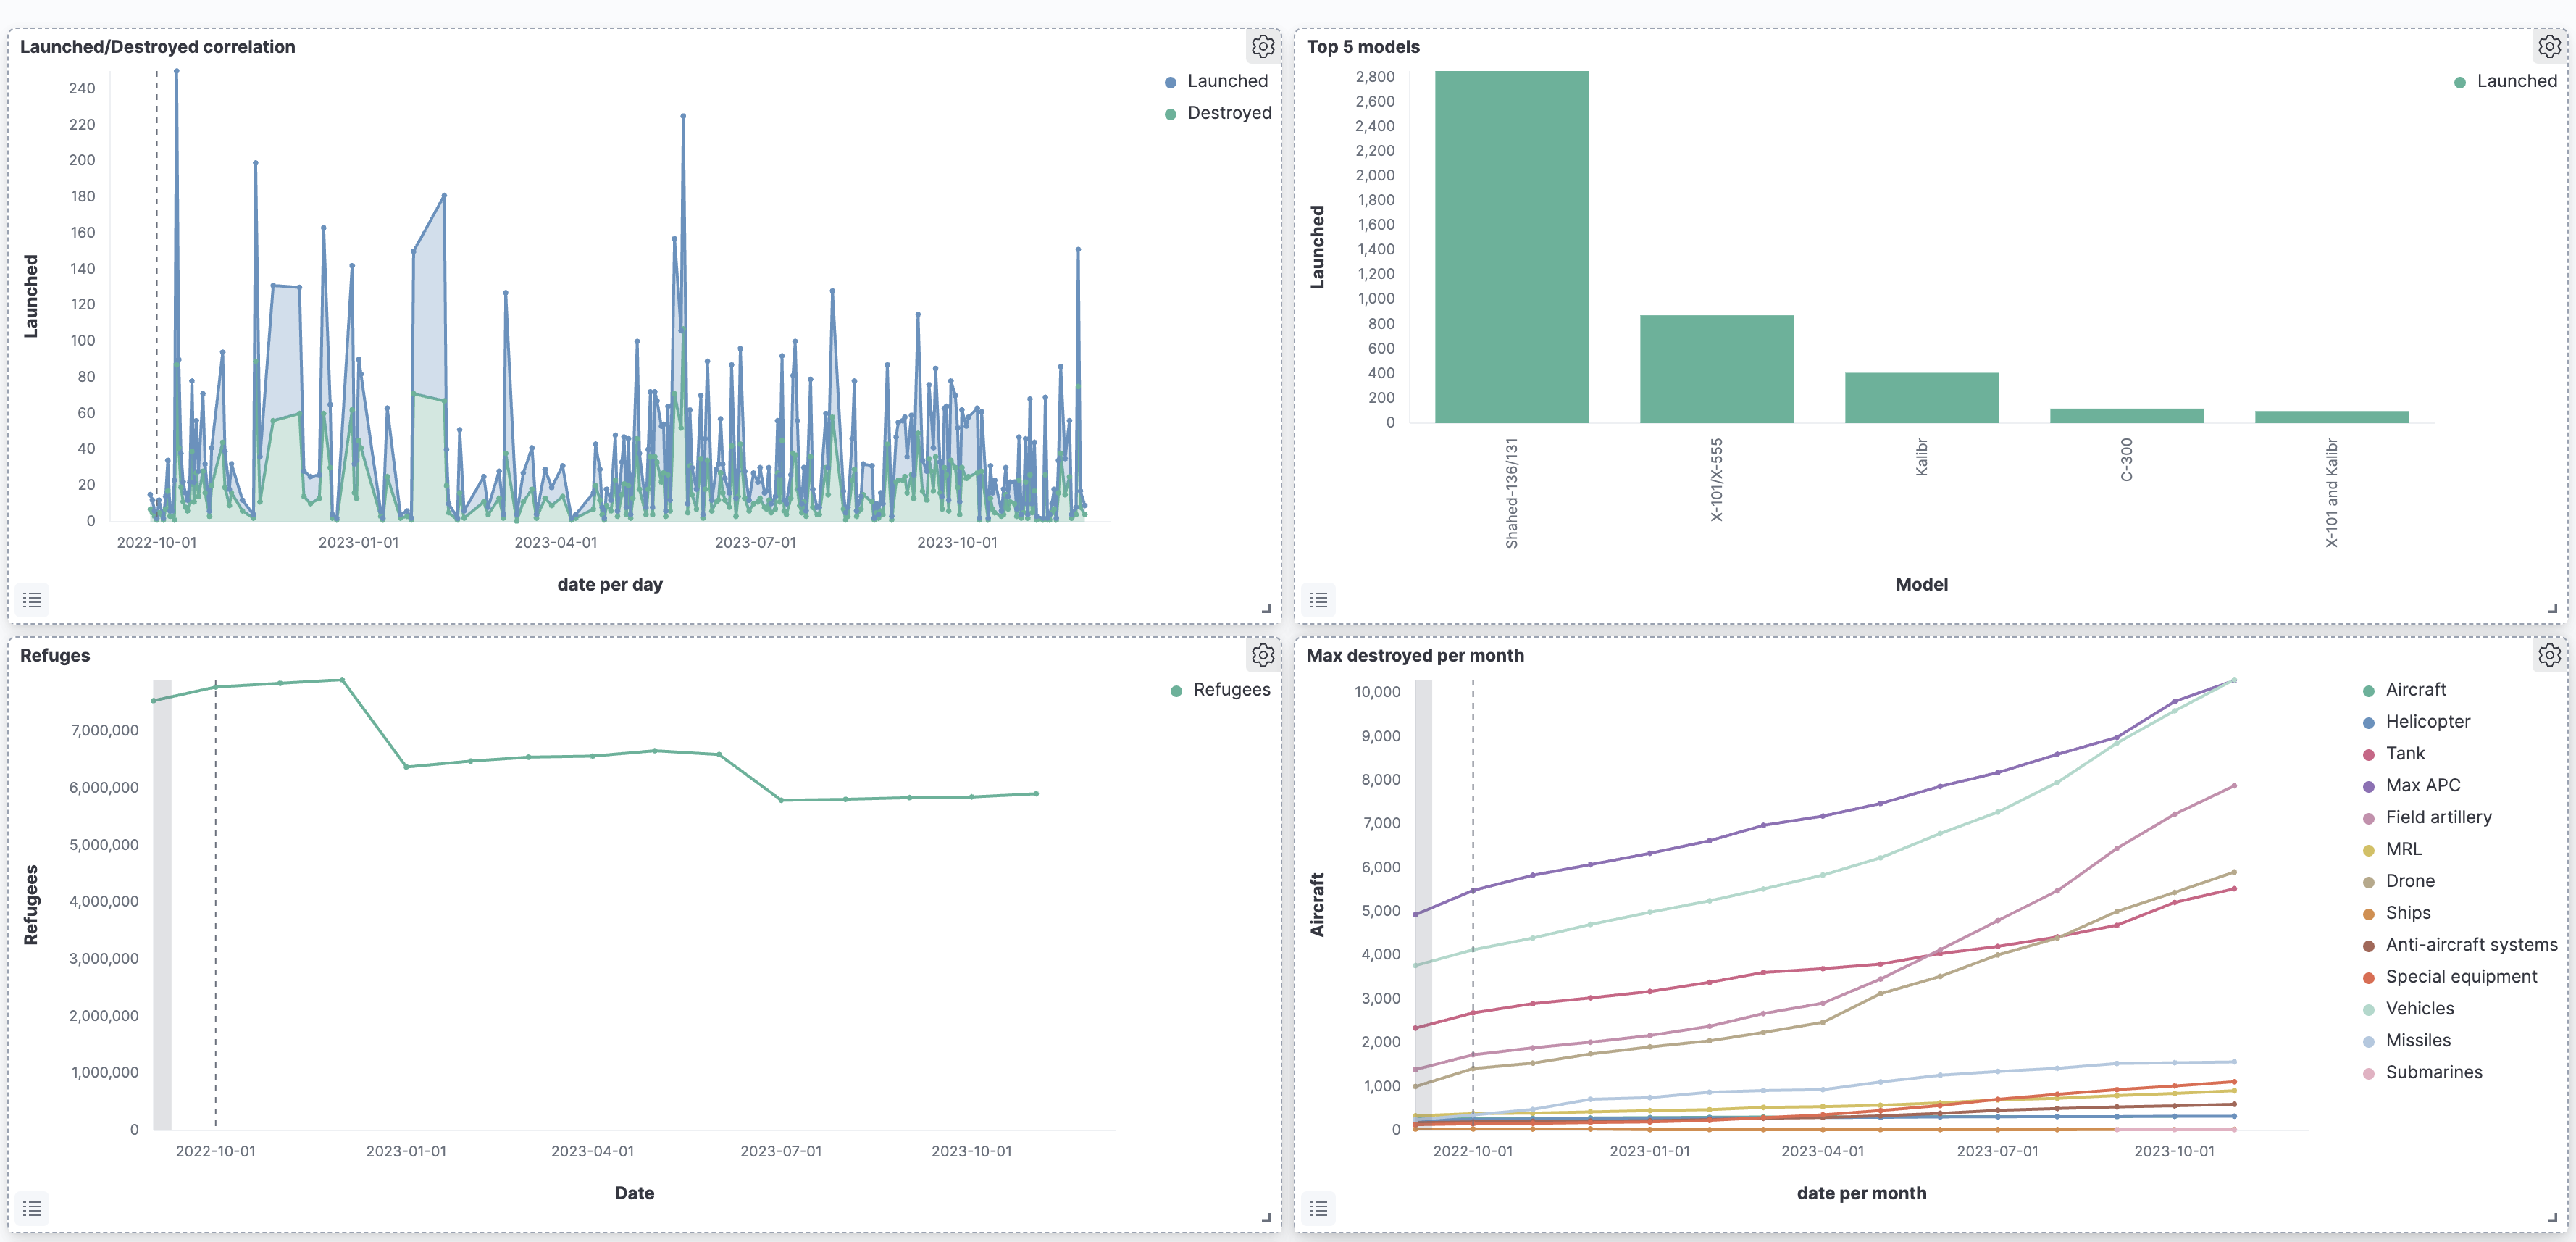 Launched/Destroyed correlation
Launched
240
220
200
180
160
140
120
100
80
60
40
20
0
2022-10-01
2023-01-01
2023-04-01
2023-07-01
2023-10-01
date per day
Launched
Destroyed
Top 5 models
Launched
2,800
2,600
2,400
2,200
2,000
1,800
1,600
1,400
1,200
1,000
800
600
400
200
0
Shahed-136/131
X-101/X-555
Kalibr
C-300
X-101 and Kalibr
Model
Launched
Refuges
Refugees
7,000,000
6,000,000
5,000,000
4,000,000
3,000,000
2,000,000
1,000,000
0
2022-10-01
2023-01-01
2023-04-01
2023-07-01
2023-10-01
Date
Refugees
Max destroyed per month
Aircraft
10,000
9,000
8,000
7,000
6,000
5,000
4,000
3,000
2,000
1,000
0
2022-10-01
2023-01-01
2023-04-01
2023-07-01
2023-10-01
date per month
Aircraft
Helicopter
Tank
Max APC
Field artillery
MRL
Drone
Ships
Anti-aircraft systems
Special equipment
Vehicles
Missiles
Submarines